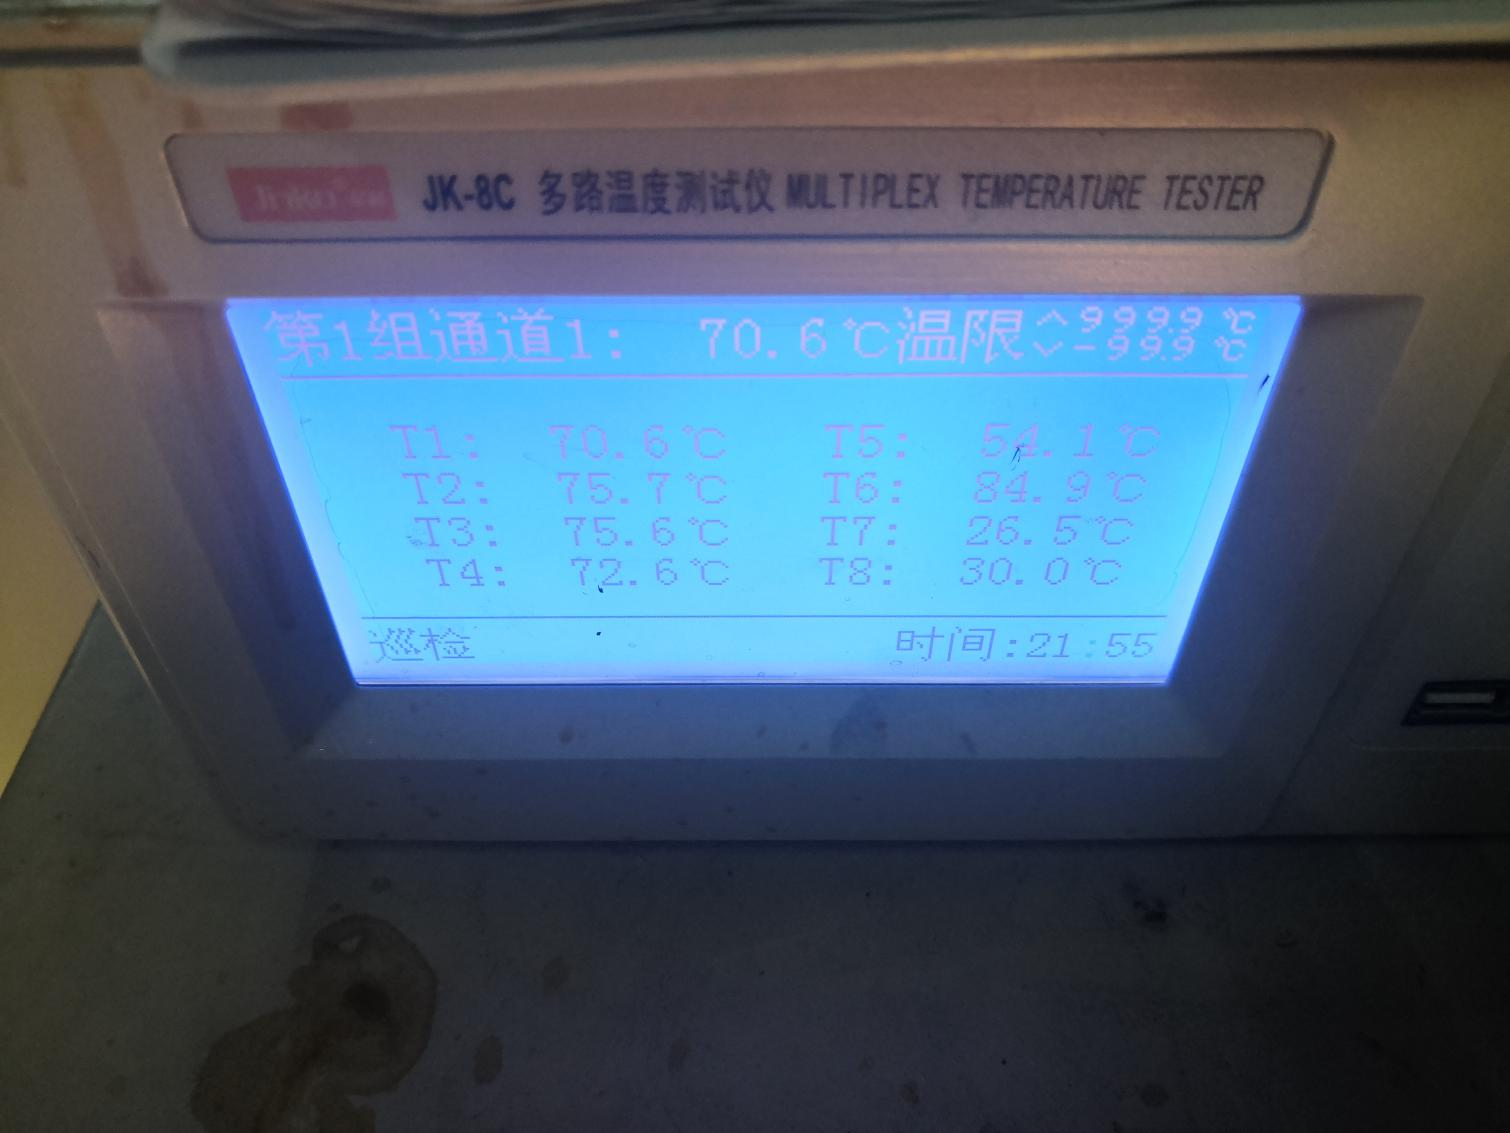 Jinko JK-8C 多路温度测试仪 MULTIPLEX TEMPERATURE TESTER
第1组通道1: 70.6℃ 温限 ︿ 999.9 ℃
﹀ -99.9 ℃
T1: 70.6℃ T5: 54.1℃
T2: 75.7℃ T6: 84.9℃
T3: 75.6℃ T7: 26.5℃
T4: 72.6℃ T8: 30.0℃
巡检 时间:21:55